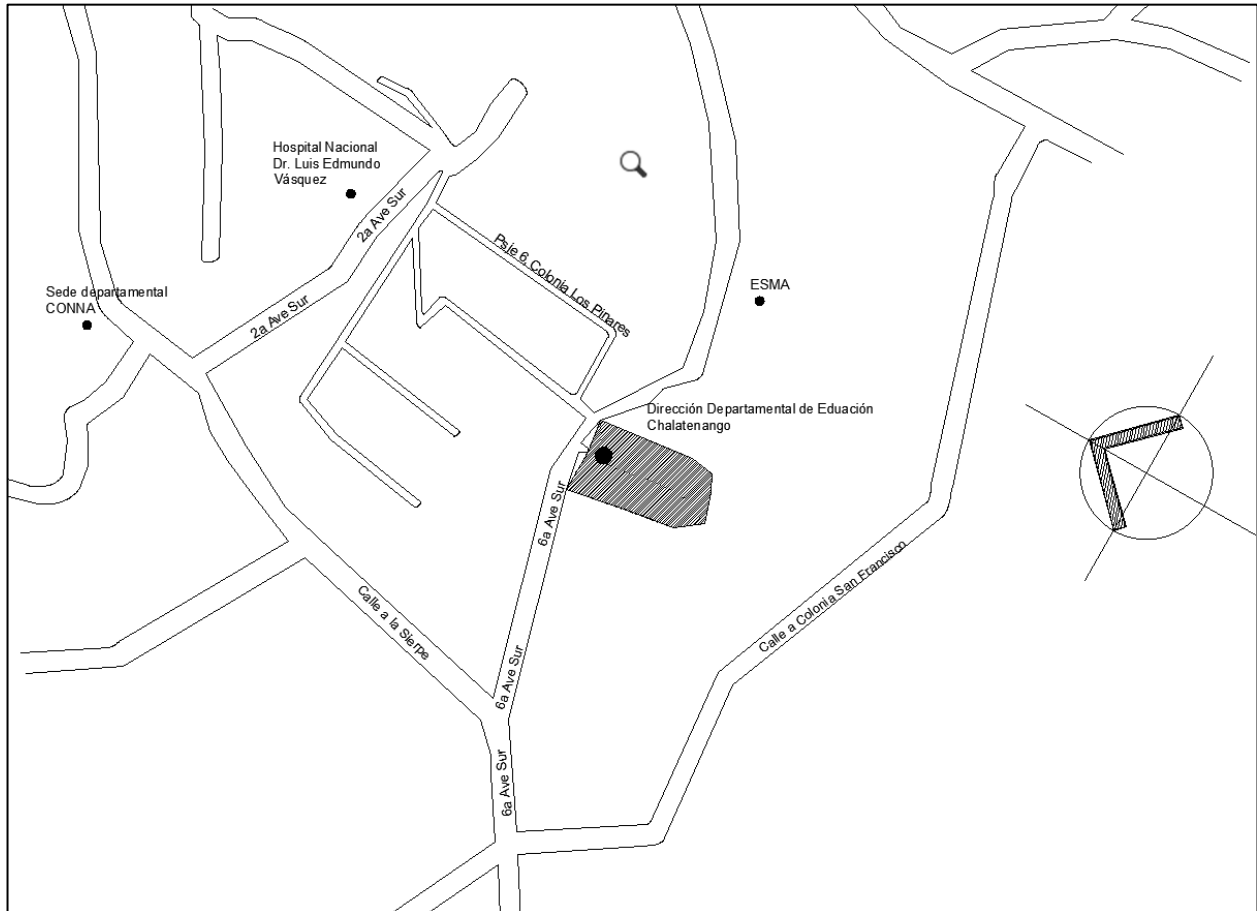 Hospital Nacional
Dr. Luis Edmundo
Vásquez
2a Ave Sur
Psje 6, Colonia Los Pinares
Sede departamental
CONNA
2a Ave Sur
ESMA
Dirección Departamental de Eduación
Chalatenango
6a Ave Sur
Calle a la Sierpe
Calle a Colonia San Francisco
6a Ave Sur
6a Ave Sur